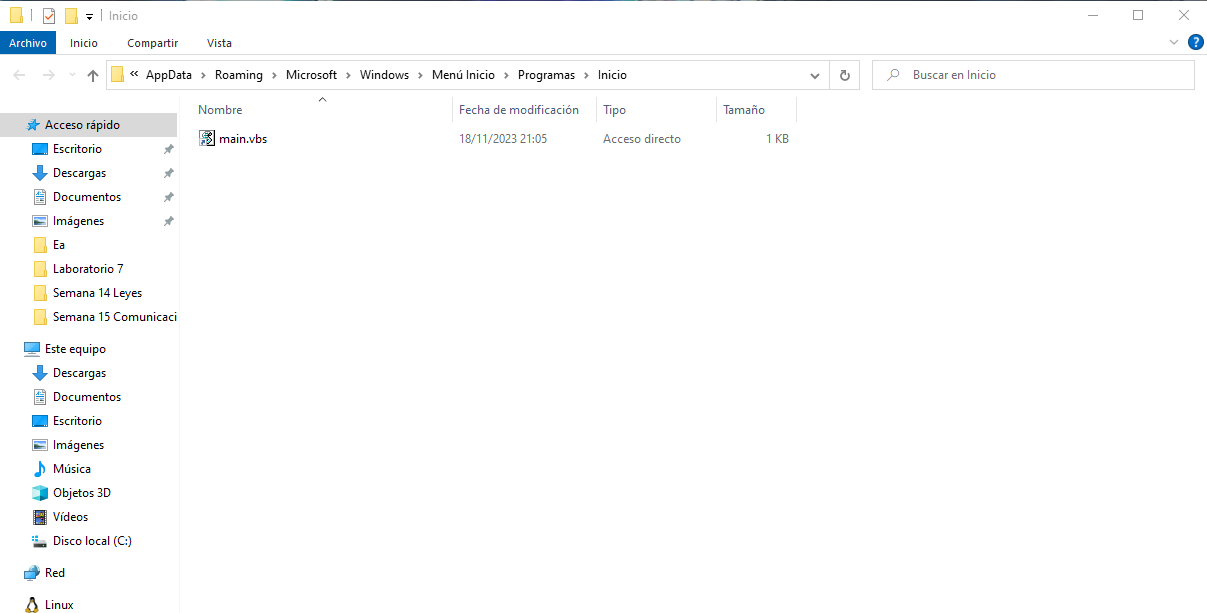 Inicio
Archivo Inicio Compartir Vista ?
« AppData › Roaming › Microsoft › Windows › Menú Inicio › Programas › Inicio Buscar en Inicio
Nombre Fecha de modificación Tipo Tamaño
main.vbs 18/11/2023 21:05 Acceso directo 1 KB
Acceso rápido
Escritorio
Descargas
Documentos
Imágenes
Ea
Laboratorio 7
Semana 14 Leyes
Semana 15 Comunicaci
Este equipo
Descargas
Documentos
Escritorio
Imágenes
Música
Objetos 3D
Vídeos
Disco local (C:)
Red
Linux